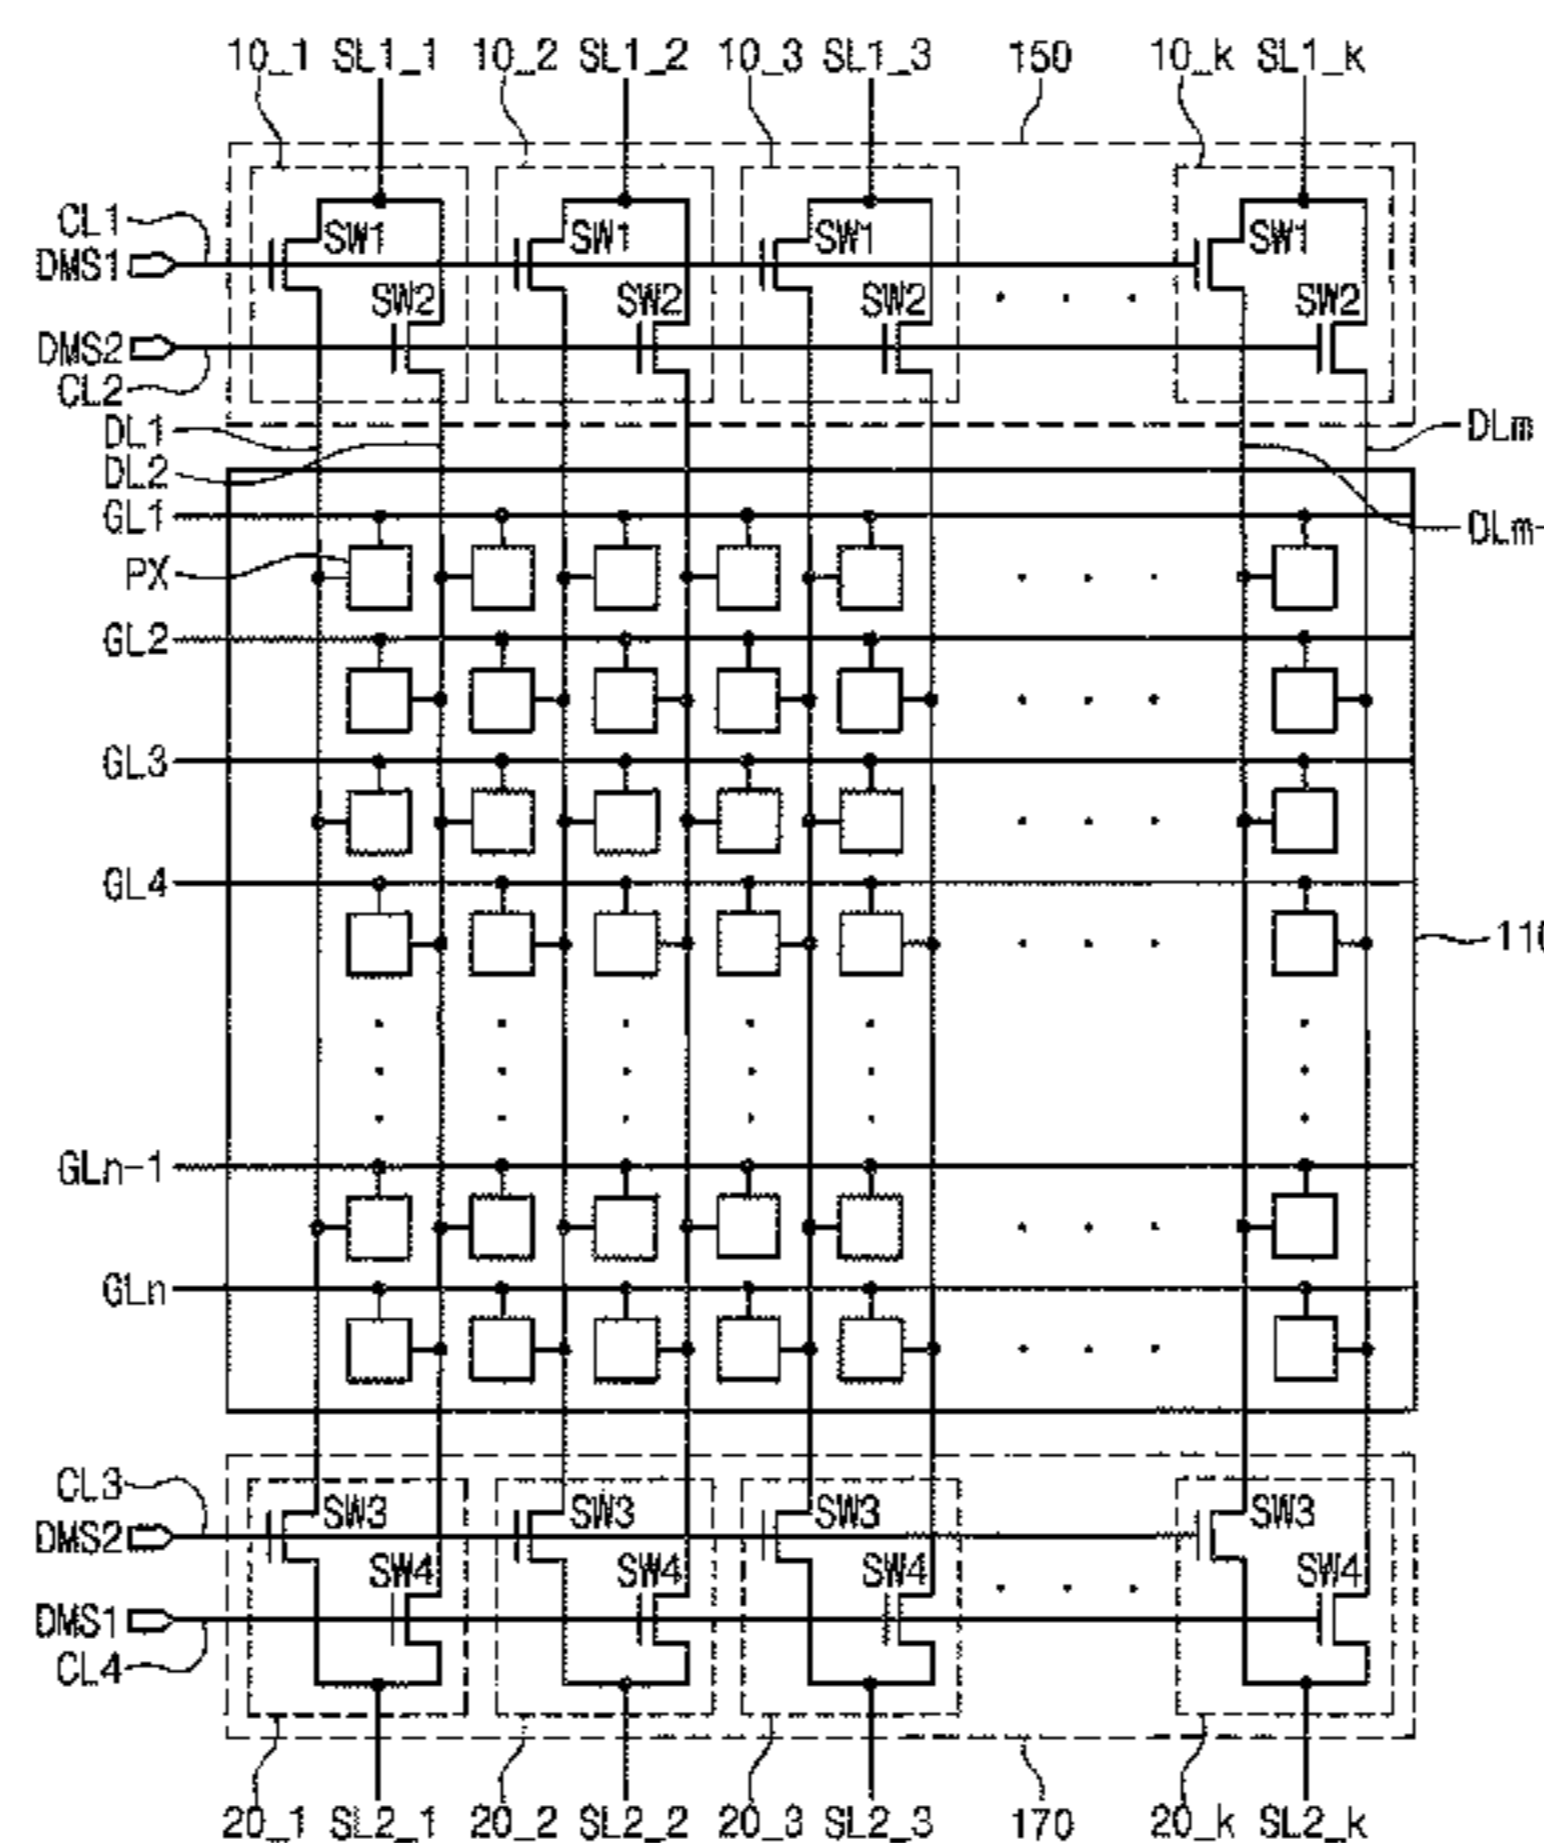 10_1 SL1_1 10_2 SL1_2 10_3 SL1_3 150 10_k SL1_k
CL1
SW1 SW1 SW1 SW1
DMS1
SW2 SW2 SW2 SW2
DMS2
CL2
DL1 DLm
DL2
GL1 DLm-
PX
GL2
GL3
GL4
110
GLn-1
GLn
CL3
SW3 SW3 SW3 SW3
DMS2
SW4 SW4 SW4 SW4
DMS1
CL4
20_1 SL2_1 20_2 SL2_2 20_3 SL2_3 170 20_k SL2_k